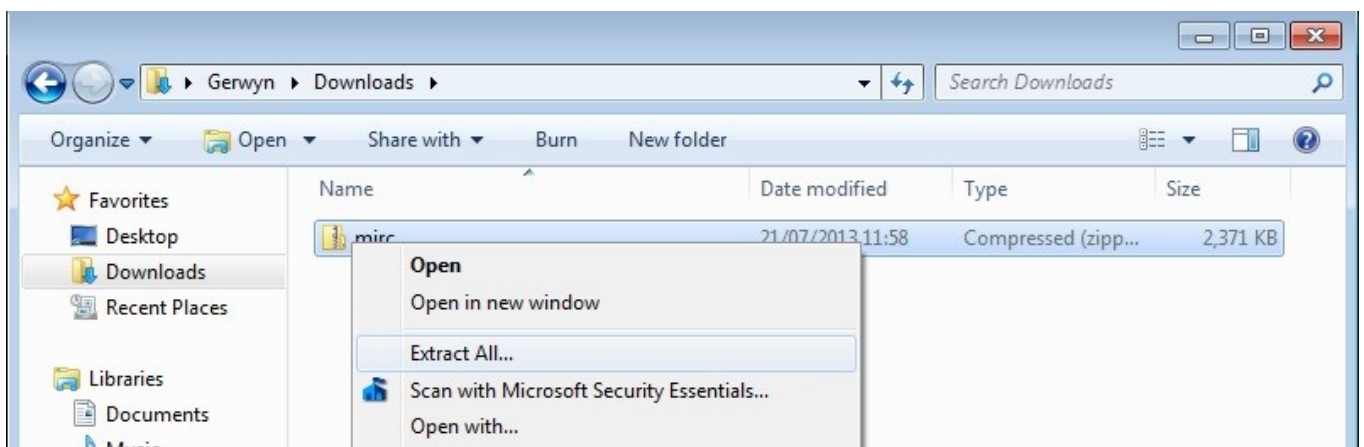 Gerwyn Downloads Search Downloads
Organize Open Share with Burn New folder
Favorites
Desktop
Downloads
Recent Places
Libraries
Documents
Music
Name Date modified Type Size
mirc 21/07/2013 11:58 Compressed (zipp... 2,371 KB
Open
Open in new window
Extract All...
Scan with Microsoft Security Essentials...
Open with...